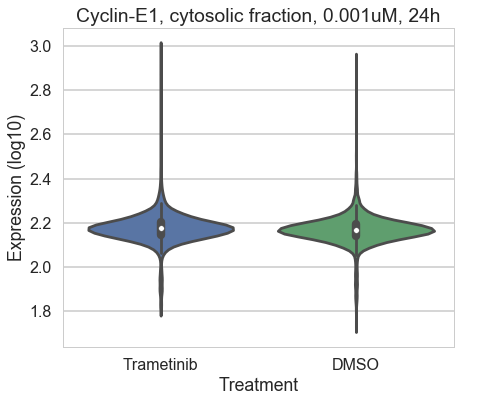 Cyclin-E1, cytosolic fraction, 0.001uM, 24h
Expression (log10)
3.0
2.8
2.6
2.4
2.2
2.0
1.8
Trametinib DMSO
Treatment